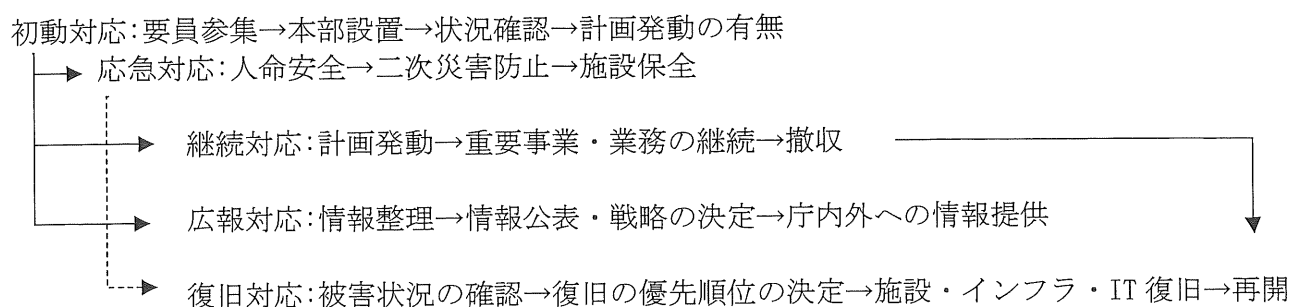 初動対応:要員参集→本部設置→状況確認→計画発動の有無
応急対応:人命安全→二次災害防止→施設保全
継続対応:計画発動→重要事業・業務の継続→撤収
広報対応:情報整理→情報公表・戦略の決定→庁内外への情報提供
復旧対応:被害状況の確認→復旧の優先順位の決定→施設・インフラ・IT復旧→再開